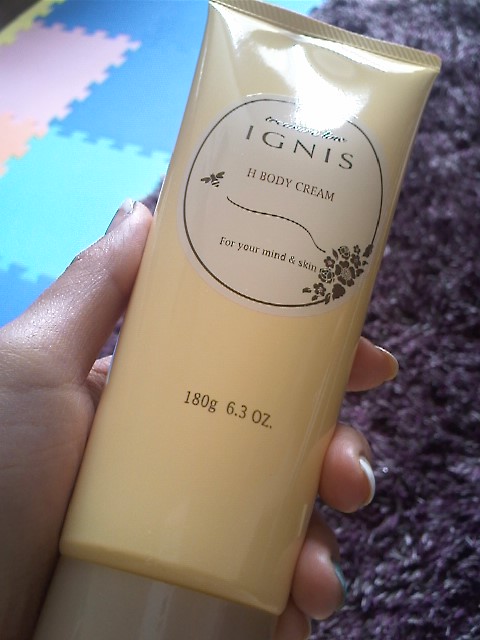 IGNIS
H BODY CREAM
For your mind & skin
180g 6.3 OZ.